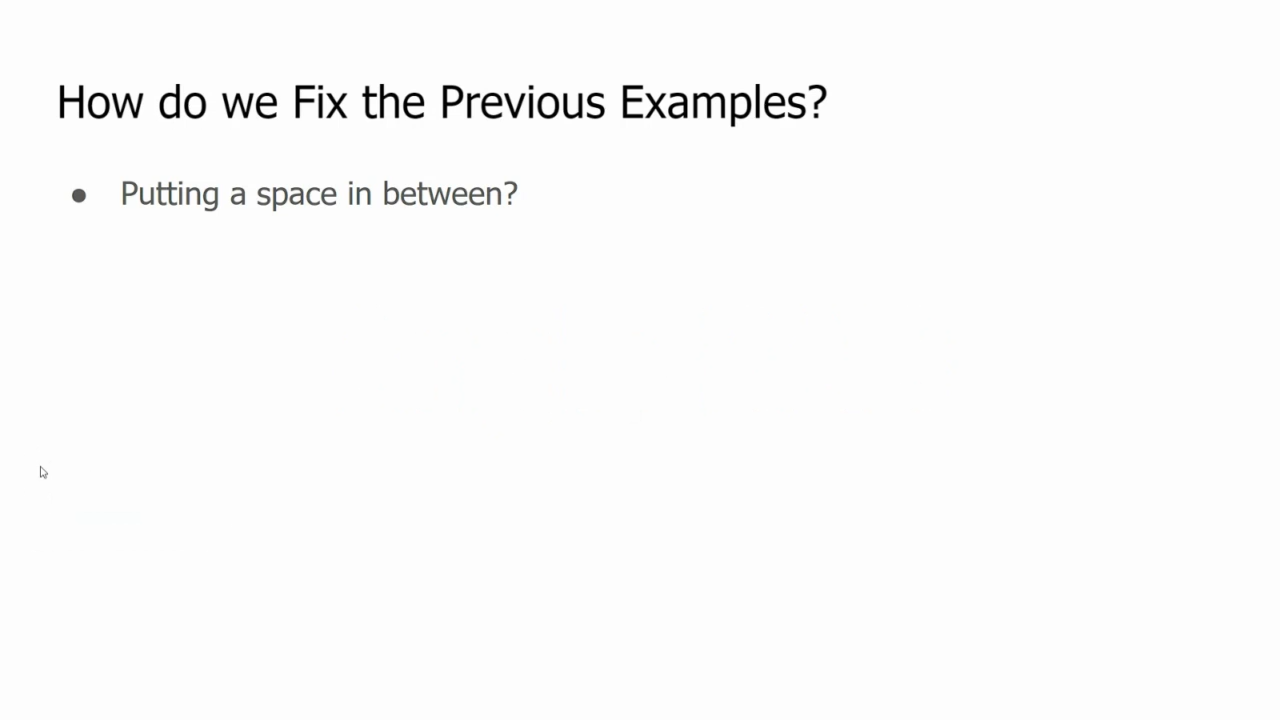 How do we Fix the Previous Examples?
● Putting a space in between?